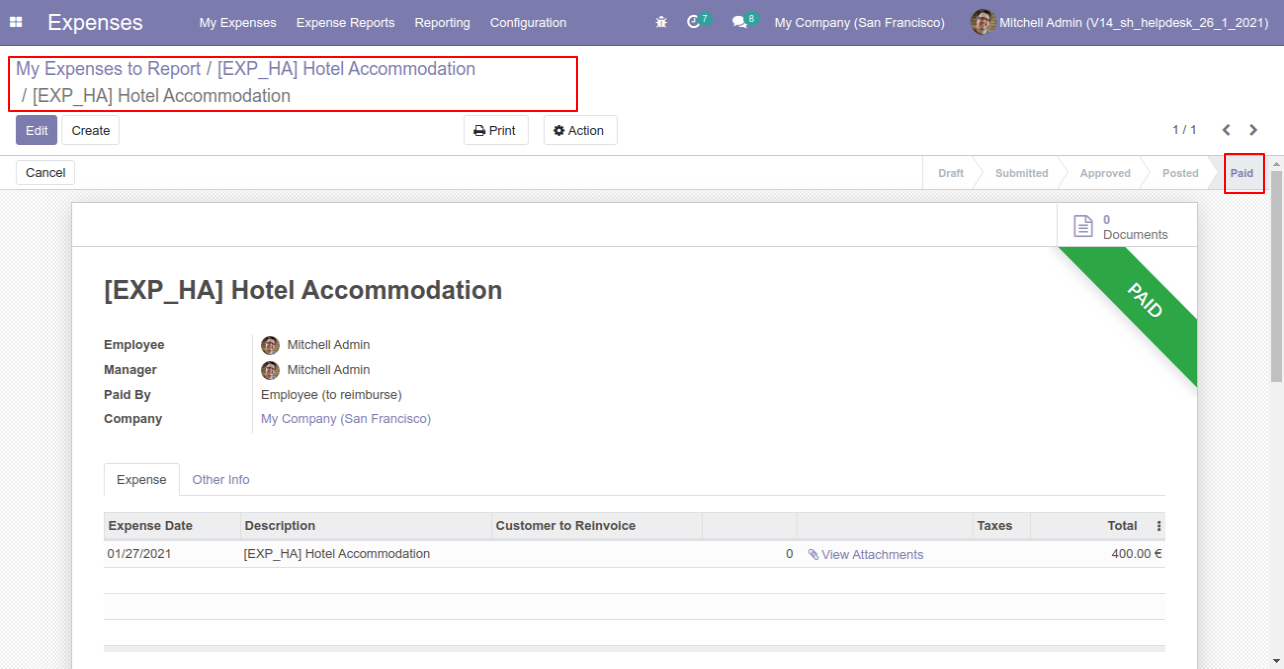 Expenses My Expenses Expense Reports Reporting Configuration 7 8 My Company (San Francisco) Mitchell Admin (V14_sh_helpdesk_26_1_2021)
My Expenses to Report / [EXP_HA] Hotel Accommodation
/ [EXP_HA] Hotel Accommodation
Edit Create Print Action 1 / 1
Cancel Draft Submitted Approved Posted Paid
0
Documents
PAID
[EXP_HA] Hotel Accommodation
Employee Mitchell Admin
Manager Mitchell Admin
Paid By Employee (to reimburse)
Company My Company (San Francisco)
Expense Other Info
Expense Date Description Customer to Reinvoice Taxes Total
01/27/2021 [EXP_HA] Hotel Accommodation 0 View Attachments 400.00 €